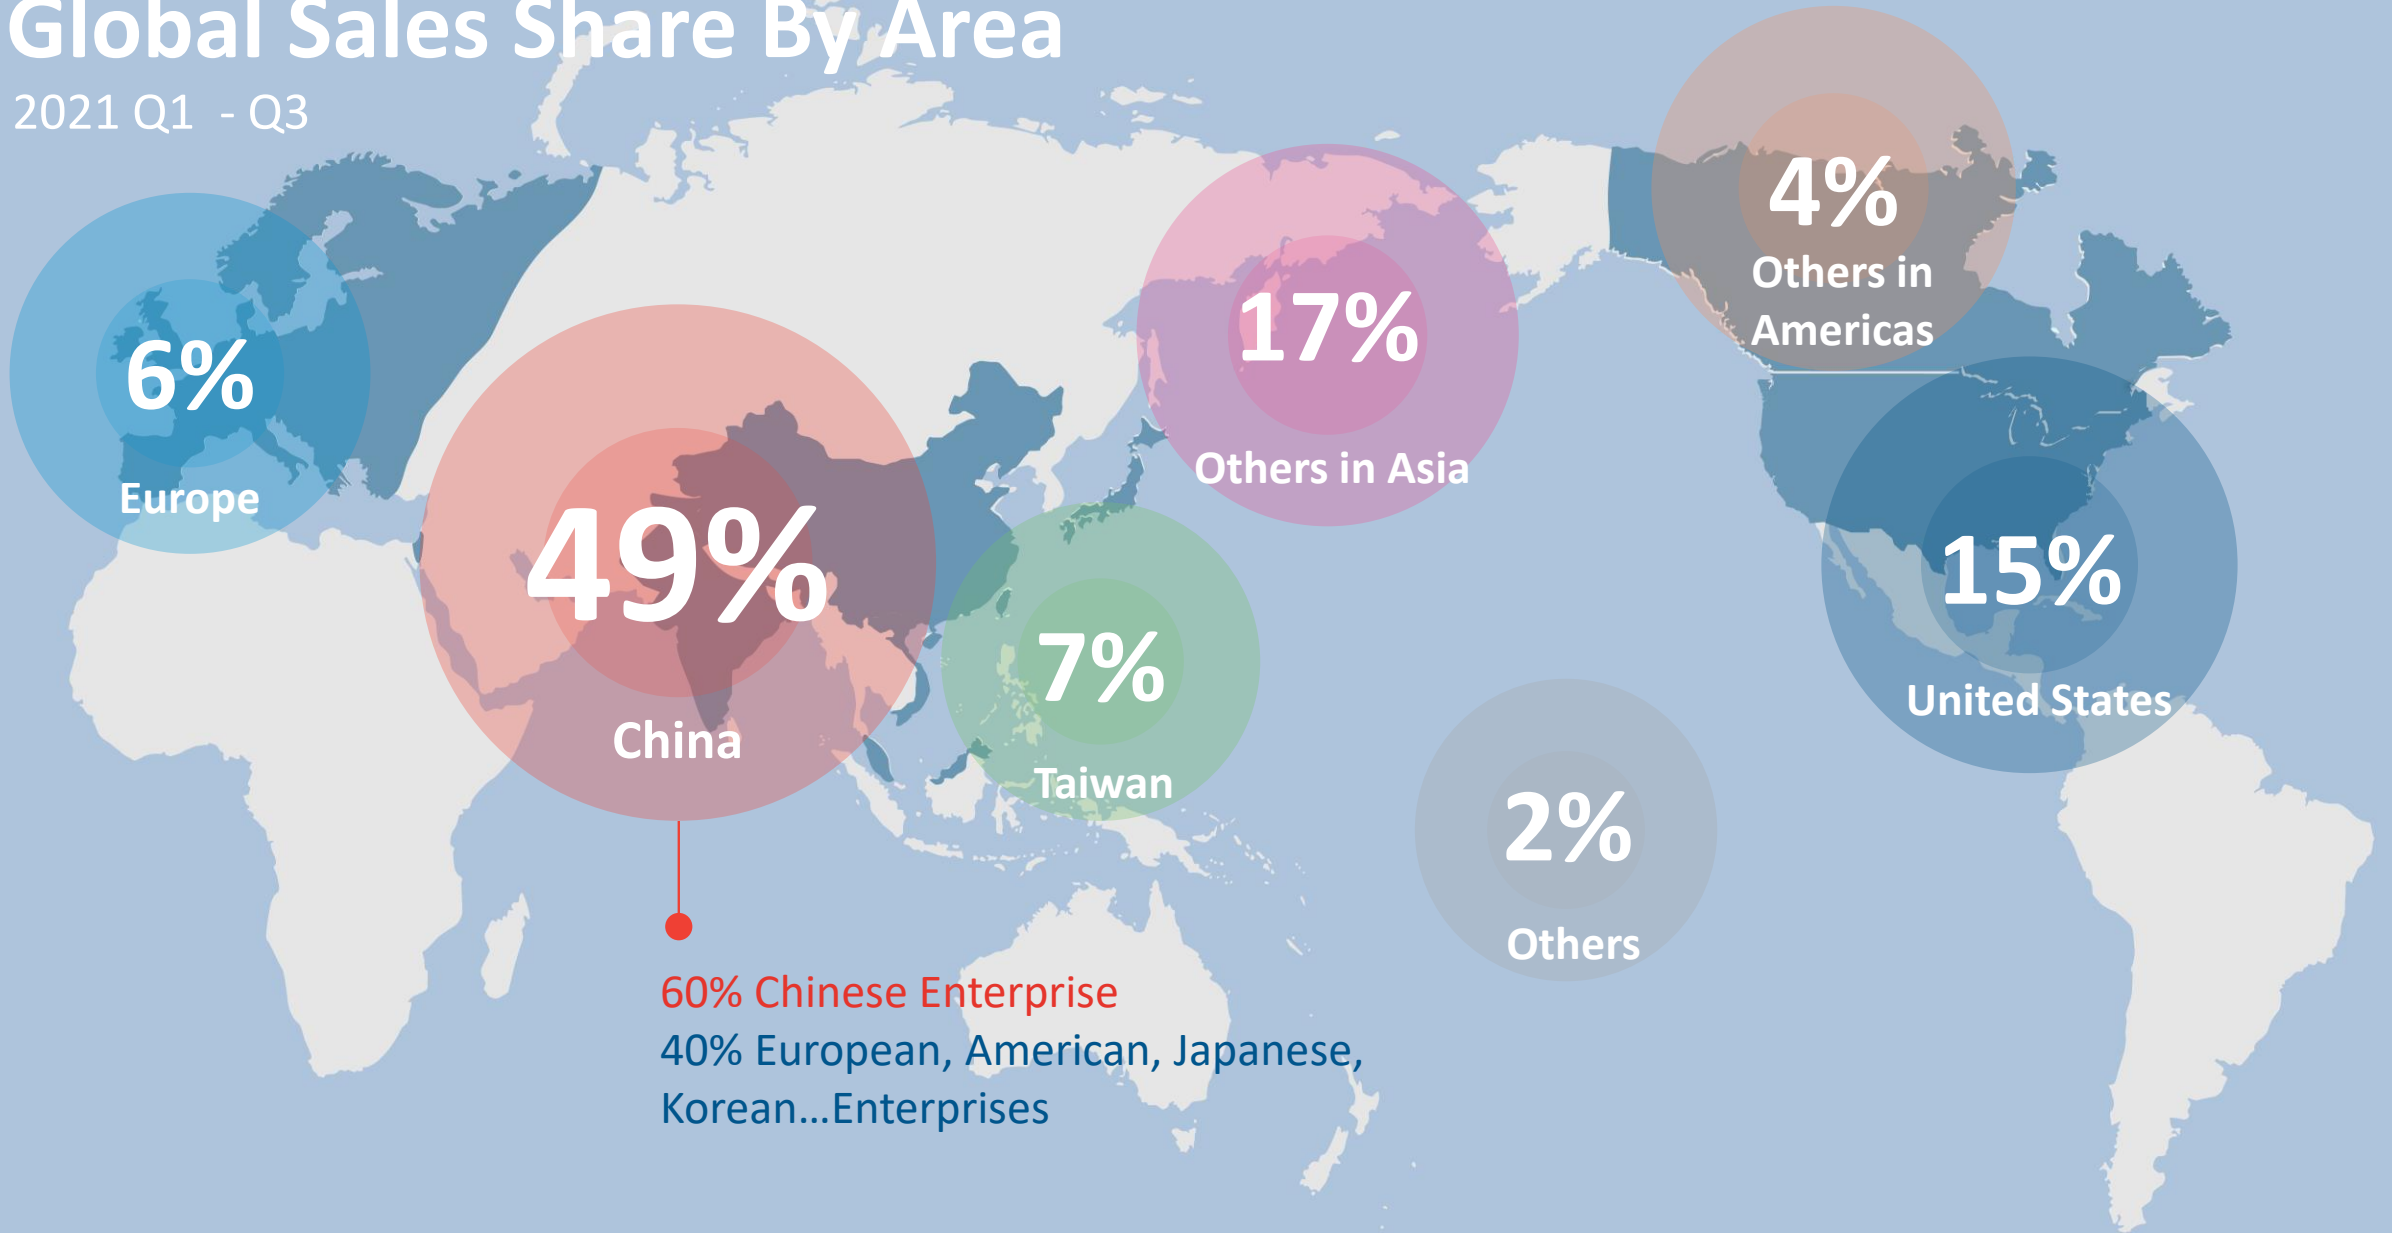 Global Sales Share By Area
2021 Q1 - Q3
6%
Europe
49%
China
17%
Others in Asia
7%
Taiwan
4%
Others in
Americas
15%
United States
2%
Others
60% Chinese Enterprise
40% European, American, Japanese,
Korean...Enterprises